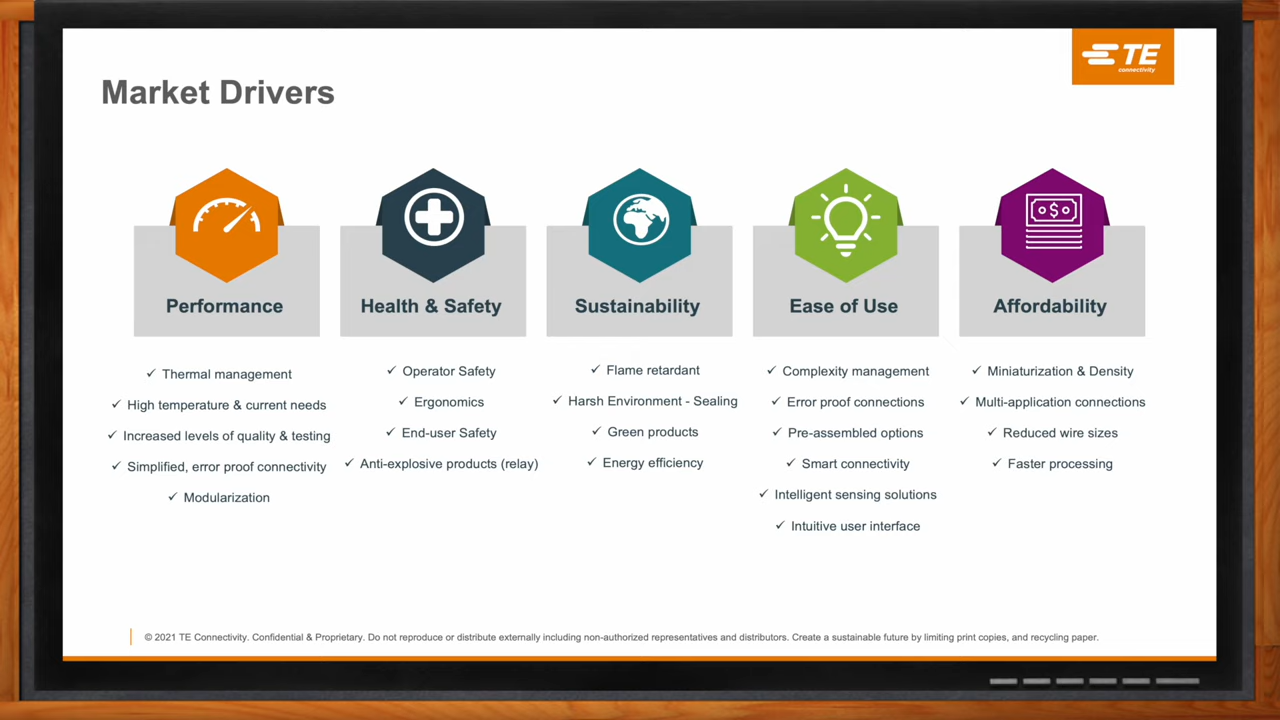 TE
connectivity
Market Drivers
Performance
✓ Thermal management
✓ High temperature & current needs
✓ Increased levels of quality & testing
✓ Simplified, error proof connectivity
✓ Modularization
Health & Safety
✓ Operator Safety
✓ Ergonomics
✓ End-user Safety
✓ Anti-explosive products (relay)
Sustainability
✓ Flame retardant
✓ Harsh Environment - Sealing
✓ Green products
✓ Energy efficiency
Ease of Use
✓ Complexity management
✓ Error proof connections
✓ Pre-assembled options
✓ Smart connectivity
✓ Intelligent sensing solutions
✓ Intuitive user interface
$
Affordability
✓ Miniaturization & Density
✓ Multi-application connections
✓ Reduced wire sizes
✓ Faster processing
© 2021 TE Connectivity. Confidential & Proprietary. Do not reproduce or distribute externally including non-authorized representatives and distributors. Create a sustainable future by limiting print copies, and recycling paper.